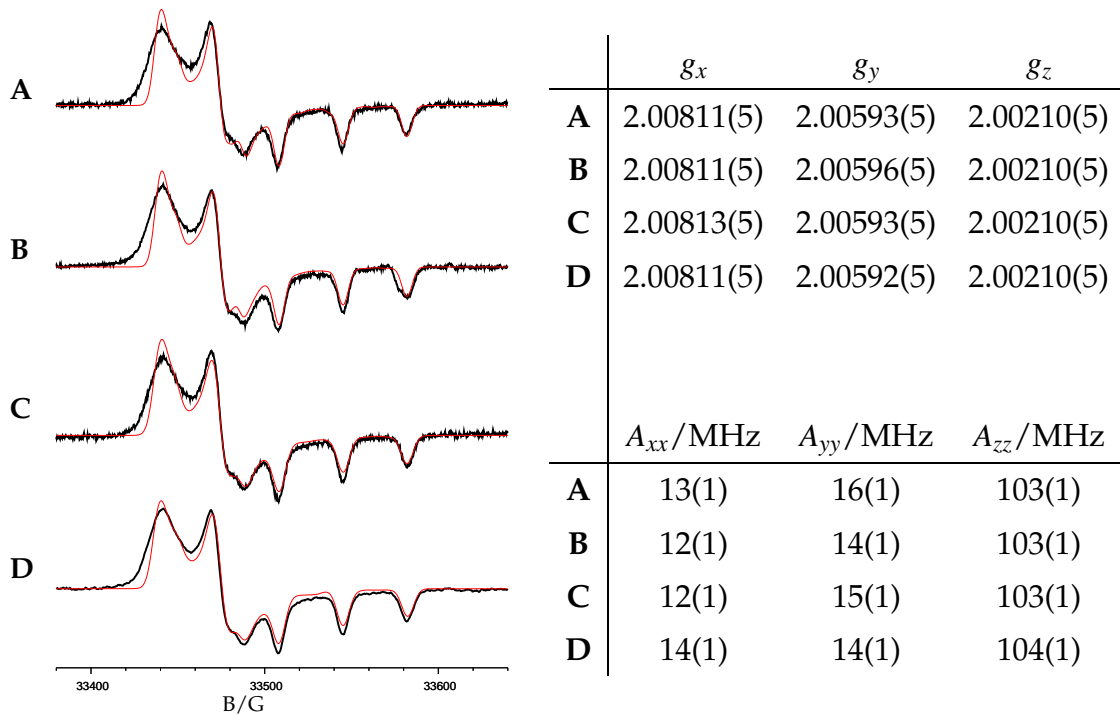 A
B
C
D
33400 33500 33600
B/G
g_x g_y g_z
A 2.00811(5) 2.00593(5) 2.00210(5)
B 2.00811(5) 2.00596(5) 2.00210(5)
C 2.00813(5) 2.00593(5) 2.00210(5)
D 2.00811(5) 2.00592(5) 2.00210(5)
A_xx/MHz A_yy/MHz A_zz/MHz
A 13(1) 16(1) 103(1)
B 12(1) 14(1) 103(1)
C 12(1) 15(1) 103(1)
D 14(1) 14(1) 104(1)